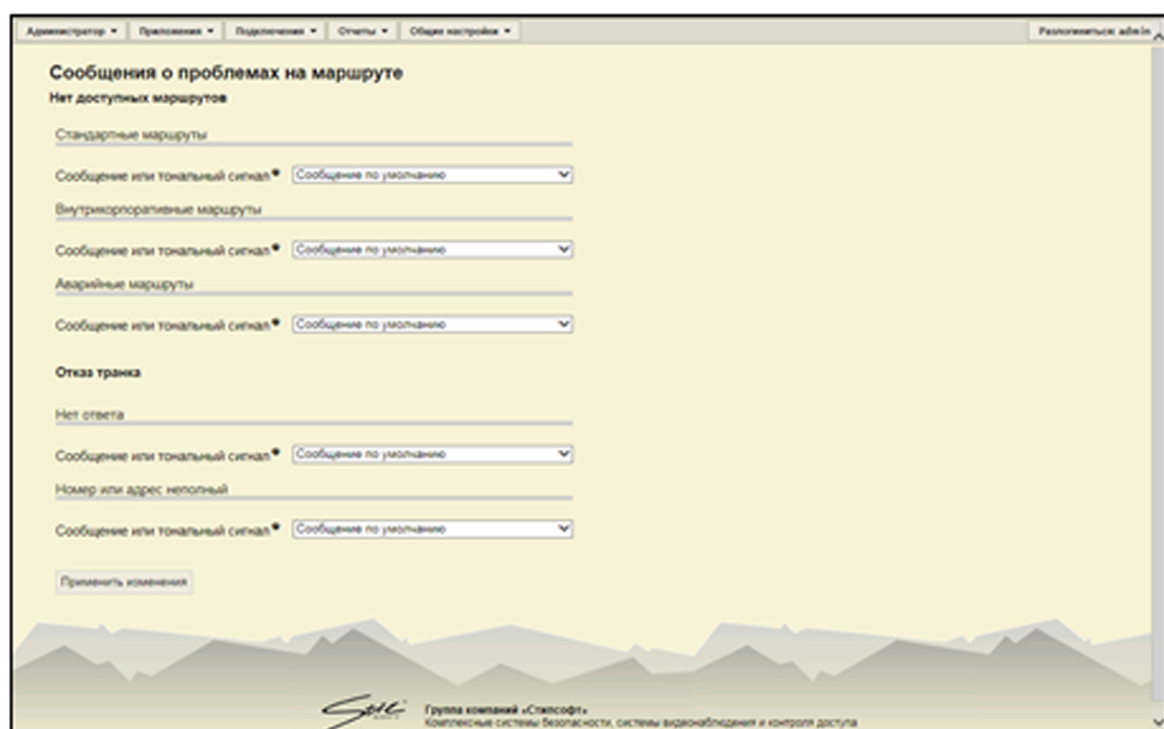 Администратор Приложения Подключения Отчеты Общие настройки Разлогиниться: admin
Сообщения о проблемах на маршруте
Нет доступных маршрутов
Стандартные маршруты
Сообщение или тональный сигнал* Сообщение по умолчанию
Внутрикорпоративные маршруты
Сообщение или тональный сигнал* Сообщение по умолчанию
Аварийные маршруты
Сообщение или тональный сигнал* Сообщение по умолчанию
Отказ транка
Нет ответа
Сообщение или тональный сигнал* Сообщение по умолчанию
Номер или адрес неполный
Сообщение или тональный сигнал* Сообщение по умолчанию
Применить изменения
Группа компаний «Стилсофт»
Комплексные системы безопасности, системы видеонаблюдения и контроля доступа